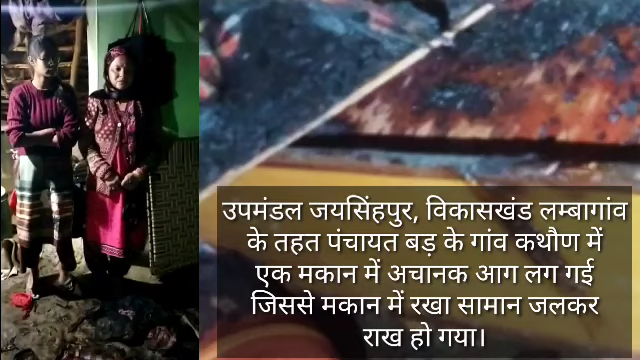 उपमंडल जयसिंहपुर, विकासखंड लम्बागांव
के तहत पंचायत बड़ के गांव कथौण में
एक मकान में अचानक आग लग गई
जिससे मकान में रखा सामान जलकर
राख हो गया।